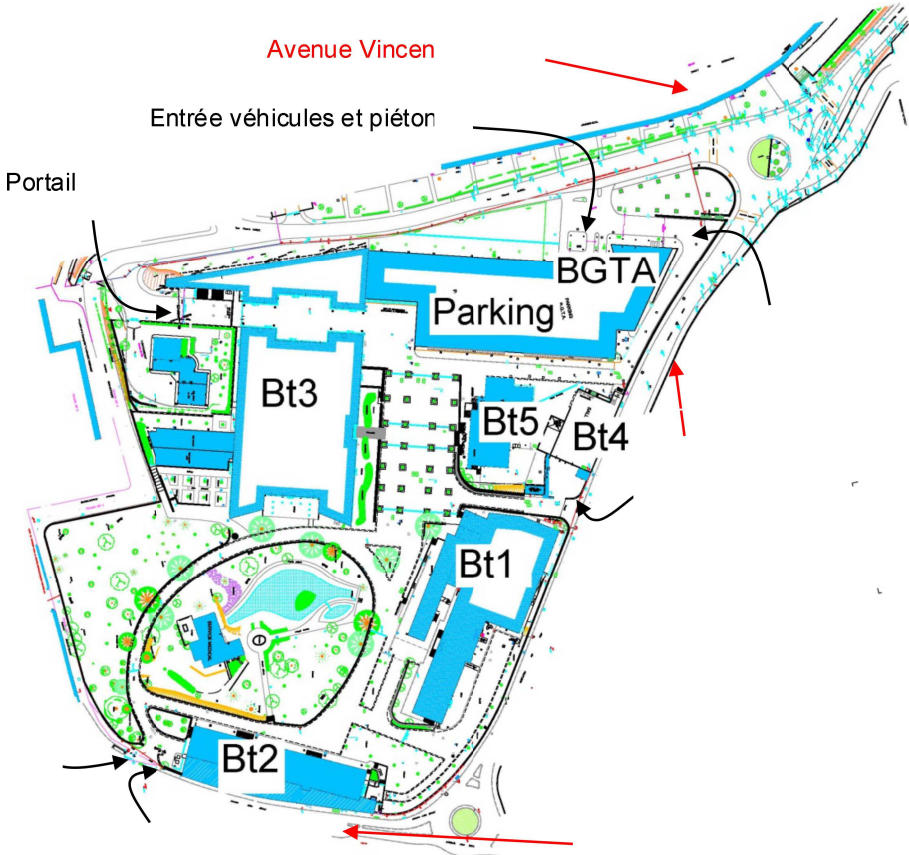 Avenue Vincen
Entrée véhicules et piéton
Portail
BGTA
Parking
Bt3
Bt5
Bt4
Bt1
Bt2